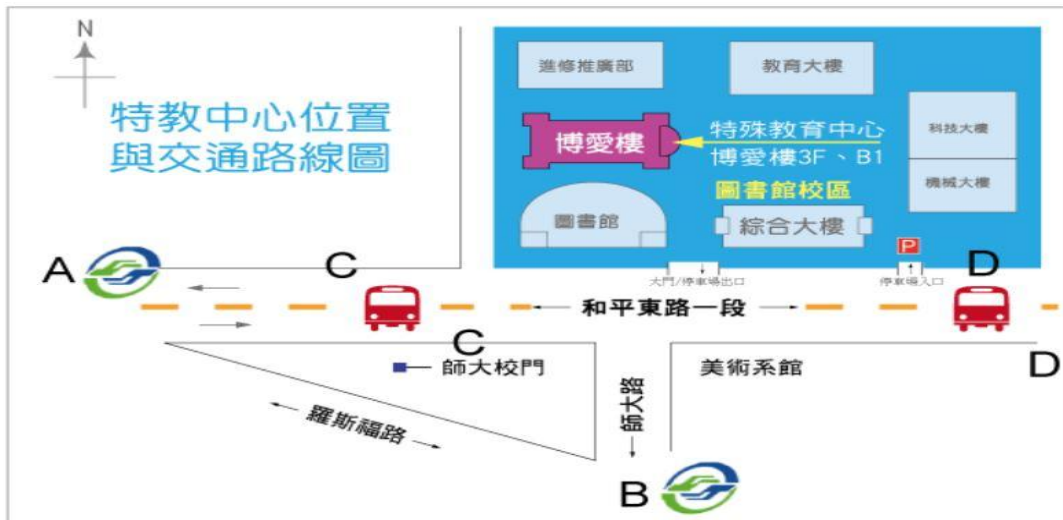 N
特教中心位置
與交通路線圖
進修推廣部
教育大樓
博愛樓
特殊教育中心
博愛樓3F、B1
科技大樓
機械大樓
圖書館校區
圖書館
綜合大樓
P
A
C
D
大門/停車場出口
停車場入口
和平東路一段
C
師大校門
美術系館
D
羅斯福路
師大路
B